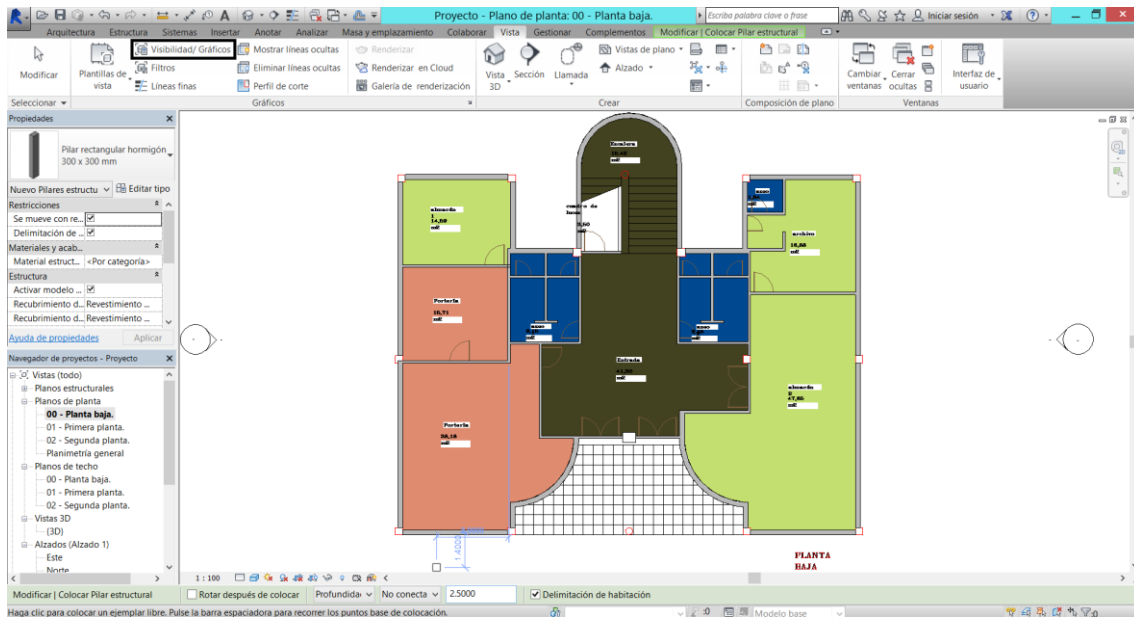 Proyecto - Plano de planta: 00 - Planta baja.
Escriba palabra clave o frase
Iniciar sesión
Arquitectura Estructura Sistemas Insertar Anotar Analizar Masa y emplazamiento Colaborar Vista Gestionar Complementos Modificar | Colocar Pilar estructural
Modificar
Plantillas de vista
Visibilidad/ Gráficos
Filtros
Líneas finas
Mostrar líneas ocultas
Eliminar líneas ocultas
Perfil de corte
Renderizar
Renderizar en Cloud
Galería de renderización
Vista 3D
Sección
Llamada
Vistas de plano
Alzado
Cambiar ventanas
Cerrar ocultas
Interfaz de usuario
Seleccionar
Gráficos
Crear
Composición de plano
Ventanas
Propiedades
Pilar rectangular hormigón
300 x 300 mm
Nuevo Pilares estructu
Editar tipo
Restricciones
Se mueve con re...
Delimitación de ...
Materiales y acab...
Material estruct... <Por categoría>
Estructura
Activar modelo ...
Recubrimiento d... Revestimiento ...
Recubrimiento d... Revestimiento ...
Ayuda de propiedades
Aplicar
Navegador de proyectos - Proyecto
Vistas (todo)
Planos estructurales
Planos de planta
00 - Planta baja.
01 - Primera planta.
02 - Segunda planta.
Planimetría general
Planos de techo
00 - Planta baja.
01 - Primera planta.
02 - Segunda planta.
Vistas 3D
{3D}
Alzados (Alzado 1)
Este
Norte
Escalera
archivo
Portería
15,71
Entrada
Portería
PLANTA
BAJA
1 : 100
Modificar | Colocar Pilar estructural
Rotar después de colocar
Profundida
No conecta
2.5000
Delimitación de habitación
Haga clic para colocar un ejemplar libre. Pulse la barra espaciadora para recorrer los puntos base de colocación.
:0
Modelo base
:0